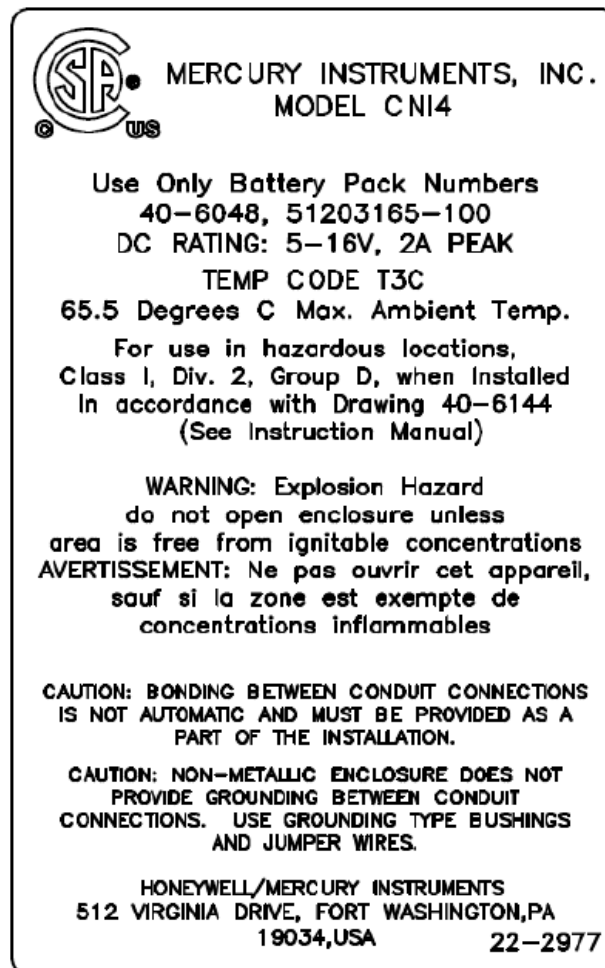 CSA ®
© US
MERCURY INSTRUMENTS, INC.
MODEL CNI4
Use Only Battery Pack Numbers
40-6048, 51203165-100
DC RATING: 5-16V, 2A PEAK
TEMP CODE T3C
65.5 Degrees C Max. Ambient Temp.
For use in hazardous locations,
Class I, Div. 2, Group D, when Installed
In accordance with Drawing 40-6144
(See Instruction Manual)
WARNING: Explosion Hazard
do not open enclosure unless
area is free from ignitable concentrations
AVERTISSEMENT: Ne pas ouvrir cet appareil,
sauf si la zone est exempte de
concentrations inflammables
CAUTION: BONDING BETWEEN CONDUIT CONNECTIONS
IS NOT AUTOMATIC AND MUST BE PROVIDED AS A
PART OF THE INSTALLATION.
CAUTION: NON-METALLIC ENCLOSURE DOES NOT
PROVIDE GROUNDING BETWEEN CONDUIT
CONNECTIONS. USE GROUNDING TYPE BUSHINGS
AND JUMPER WIRES.
HONEYWELL/MERCURY INSTRUMENTS
512 VIRGINIA DRIVE, FORT WASHINGTON,PA
19034,USA
22-2977